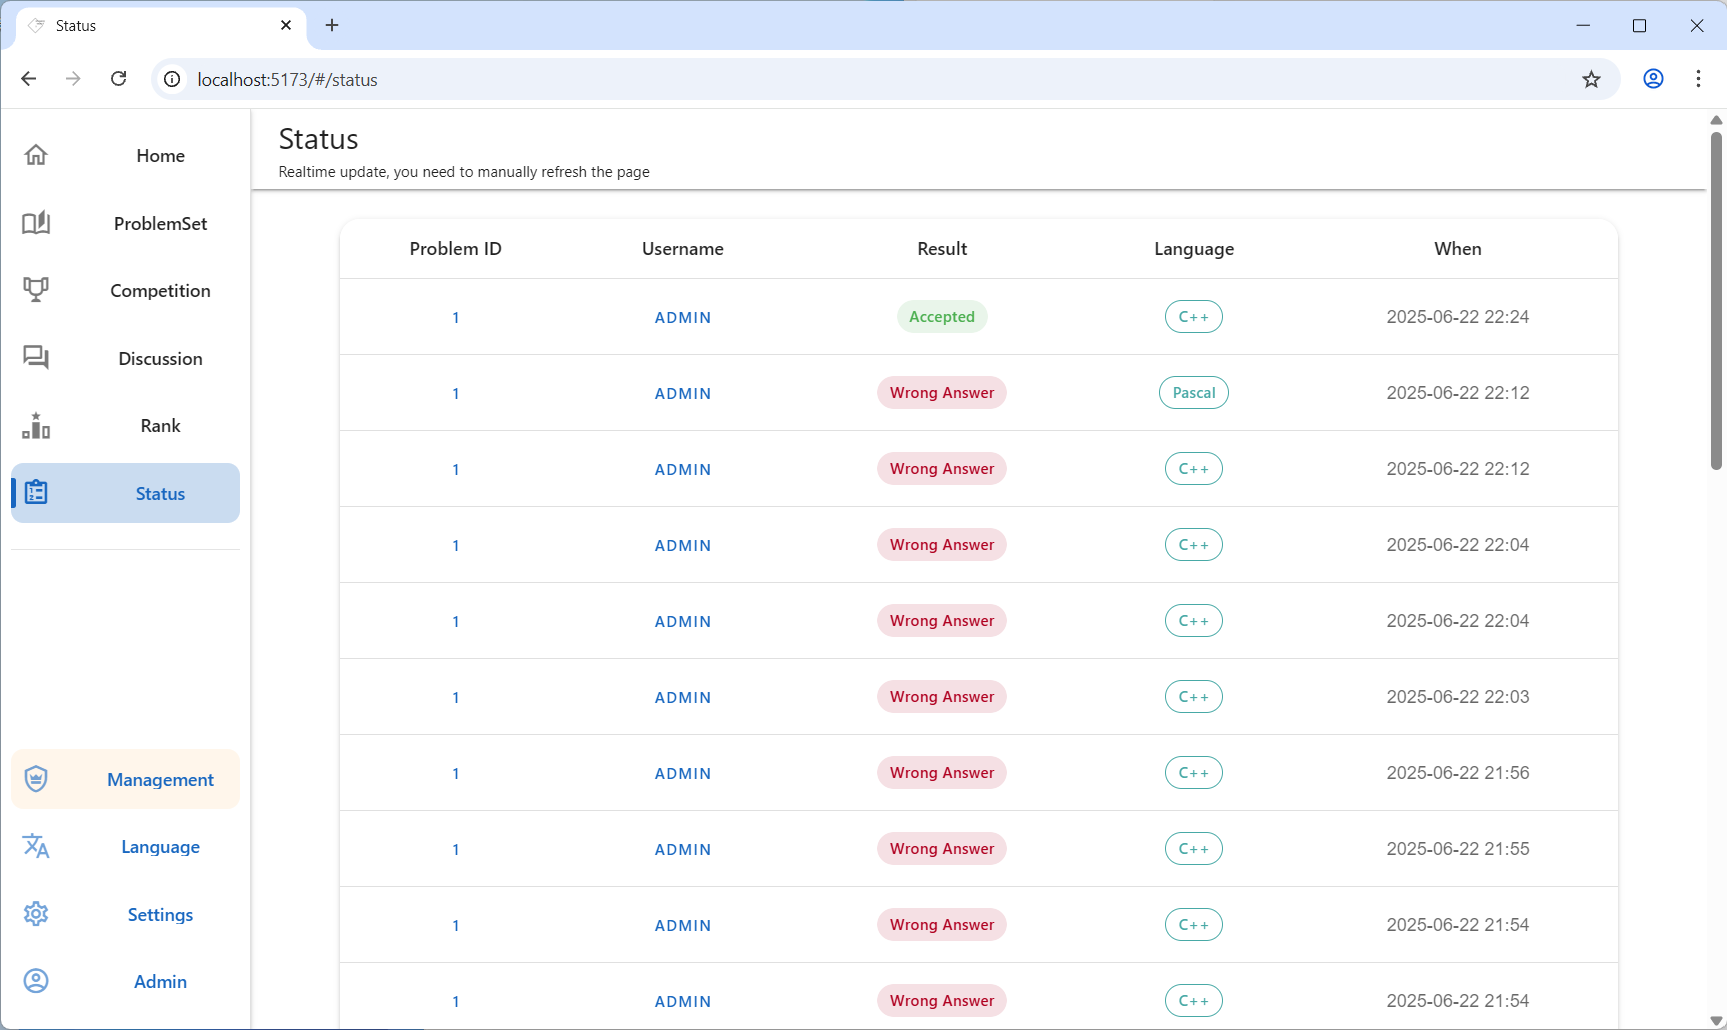 Status
localhost:5173/#/status
Home
ProblemSet
Competition
Discussion
Rank
Status
Management
Language
Settings
Admin
Status
Realtime update, you need to manually refresh the page
Problem ID Username Result Language When
1 ADMIN Accepted C++ 2025-06-22 22:24
1 ADMIN Wrong Answer Pascal 2025-06-22 22:12
1 ADMIN Wrong Answer C++ 2025-06-22 22:12
1 ADMIN Wrong Answer C++ 2025-06-22 22:04
1 ADMIN Wrong Answer C++ 2025-06-22 22:04
1 ADMIN Wrong Answer C++ 2025-06-22 22:03
1 ADMIN Wrong Answer C++ 2025-06-22 21:56
1 ADMIN Wrong Answer C++ 2025-06-22 21:55
1 ADMIN Wrong Answer C++ 2025-06-22 21:54
1 ADMIN Wrong Answer C++ 2025-06-22 21:54